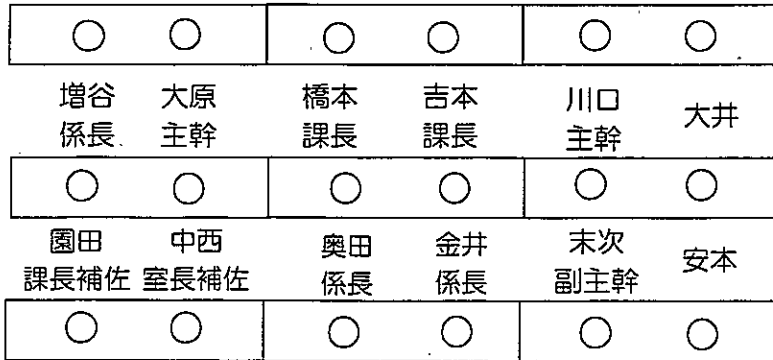 増谷 大原 橋本 吉本 川口 大井
係長 主幹 課長 課長 主幹
園田 中西 奥田 金井 末次 安本
課長補佐 室長補佐 係長 係長 副主幹